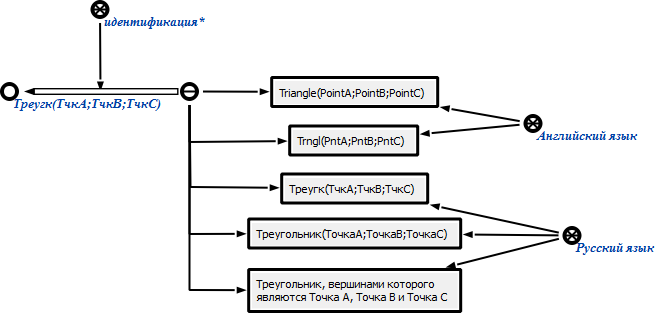 идентификация*
Треугк(ТчкА;ТчкВ;ТчкС)
Triangle(PointA;PointB;PointC)
Trngl(PntA;PntB;PntC)
Английский язык
Треугк(ТчкА;ТчкВ;ТчкС)
Треугольник(ТочкаА;ТочкаВ;ТочкаС)
Русский язык
Треугольник, вершинами которого
являются Точка А, Точка В и Точка С